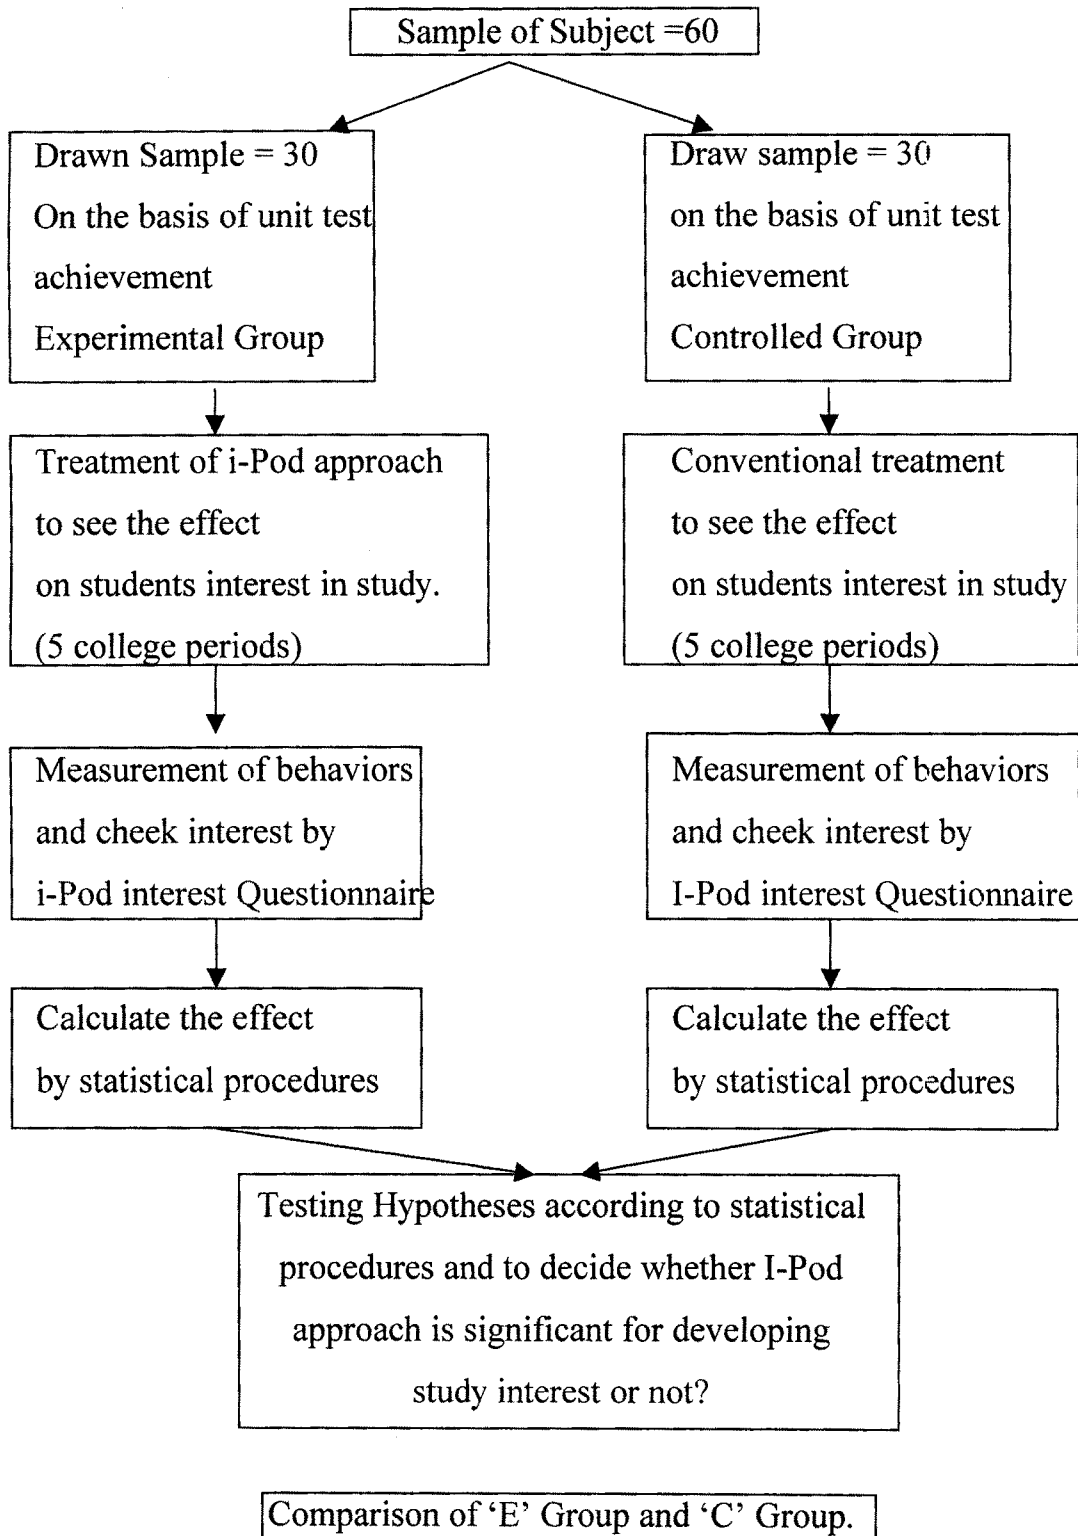 Sample of Subject =60
Drawn Sample = 30
On the basis of unit test
achievement
Experimental Group
Draw sample = 30
on the basis of unit test
achievement
Controlled Group
Treatment of i-Pod approach
to see the effect
on students interest in study.
(5 college periods)
Conventional treatment
to see the effect
on students interest in study
(5 college periods)
Measurement of behaviors
and cheek interest by
i-Pod interest Questionnaire
Measurement of behaviors
and cheek interest by
I-Pod interest Questionnaire
Calculate the effect
by statistical procedures
Calculate the effect
by statistical procedures
Testing Hypotheses according to statistical
procedures and to decide whether I-Pod
approach is significant for developing
study interest or not?
Comparison of ‘E’ Group and ‘C’ Group.